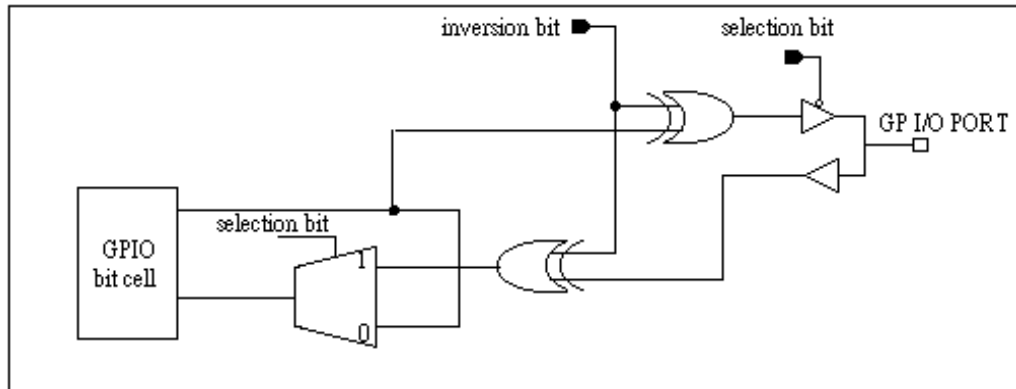 inversion bit
selection bit
GP I/O PORT
selection bit
GPIO
bit cell
1
0